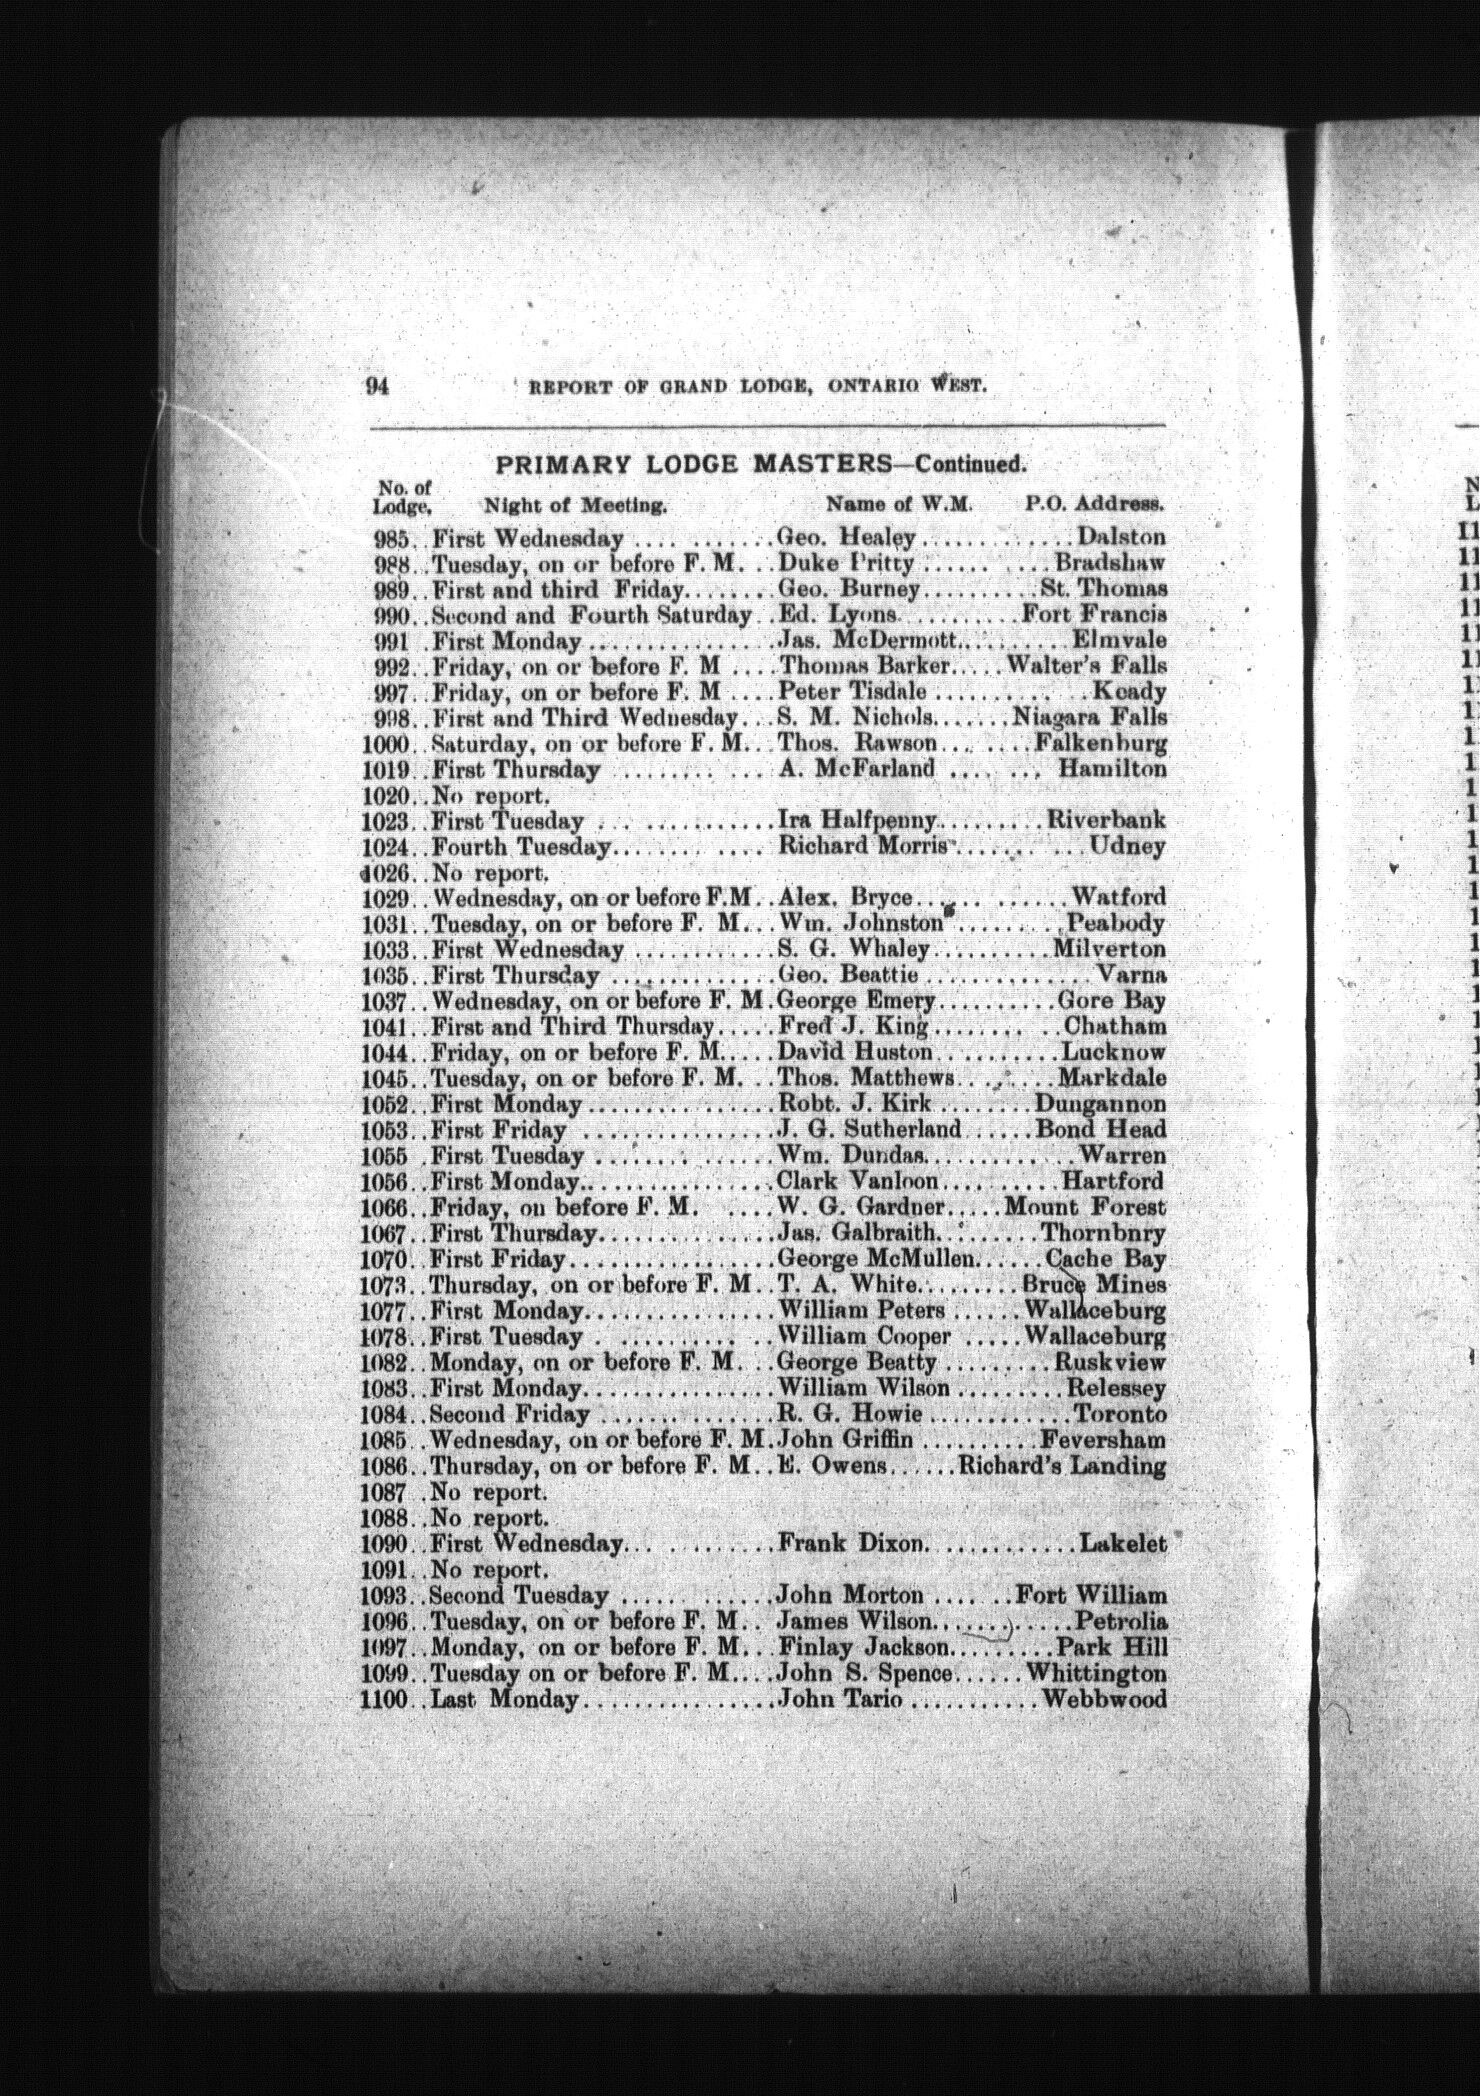 94 REPORT OF GRAND LODGE, ONTARIO WEST.
PRIMARY LODGE MASTERS—Continued.
No. of
Lodge. Night of Meeting. Name of W.M. P.O. Address.
985..First Wednesday .... ........Geo. Healey............Dalston
988..Tuesday, on or before F. M. ..Duke Pritty ...... ....Bradshaw
989..First and third Friday........Geo. Burney..........St. Thomas
990..Second and Fourth Saturday..Ed. Lyons..........Fort Francis
991 .First Monday...............Jas. McDermott..........Elmvale
992..Friday, on or before F. M ....Thomas Barker.....Walter's Falls
997..Friday, on or before F. M ....Peter Tisdale .......... ..Keady
998..First and Third Wednesday...S. M. Nichols.......Niagara Falls
1000..Saturday, on or before F. M...Thos. Rawson... ....Falkenburg
1019..First Thursday ........ ....A. McFarland .... ... Hamilton
1020..No report.
1023..First Tuesday ... ............Ira Halfpenny..........Riverbank
1024..Fourth Tuesday........ .... Richard Morris....... ...Udney
1026..No report.
1029..Wednesday, on or before F.M..Alex. Bryce...... ......Watford
1031..Tuesday, on or before F. M...Wm. Johnston .........Peabody
1033..First Wednesday ............S. G. Whaley..........Milverton
1035..First Thursday .............Geo. Beattie ..............Varna
1037..Wednesday, on or before F. M.George Emery..........Gore Bay
1041..First and Third Thursday.....Fred J. King........ ..Chatham
1044..Friday, on or before F. M.....David Huston..........Lucknow
1045..Tuesday, on or before F. M. ..Thos. Matthews........Markdale
1052..First Monday...............Robt. J. Kirk ........Dungannon
1053..First Friday ................J. G. Sutherland ......Bond Head
1055 .First Tuesday ........ ......Wm. Dundas.......... ..Warren
1056..First Monday................Clark Vanloon..........Hartford
1066..Friday, on before F. M. ....W. G. Gardner.....Mount Forest
1067..First Thursday..............Jas. Galbraith.........Thornbnry
1070..First Friday.................George McMullen......Cache Bay
1073..Thursday, on or before F. M..T. A. White.........Bruce Mines
1077..First Monday................William Peters ......Wallaceburg
1078..First Tuesday . .......... ..William Cooper .....Wallaceburg
1082..Monday, on or before F. M. ..George Beatty .........Ruskview
1083..First Monday................William Wilson .........Relessey
1084..Second Friday ..............R. G. Howie ............Toronto
1085..Wednesday, on or before F. M.John Griffin ..........Feversham
1086..Thursday, on or before F. M..E. Owens......Richard's Landing
1087 .No report.
1088..No report.
1090..First Wednesday............Frank Dixon............Lakelet
1091..No report.
1093..Second Tuesday ..... ......John Morton ......Fort William
1096..Tuesday, on or before F. M.. James Wilson............Petrolia
1097..Monday, on or before F. M...Finlay Jackson.........Park Hill
1099..Tuesday on or before F. M....John S. Spence......Whittington
1100..Last Monday................John Tario ...........Webbwood